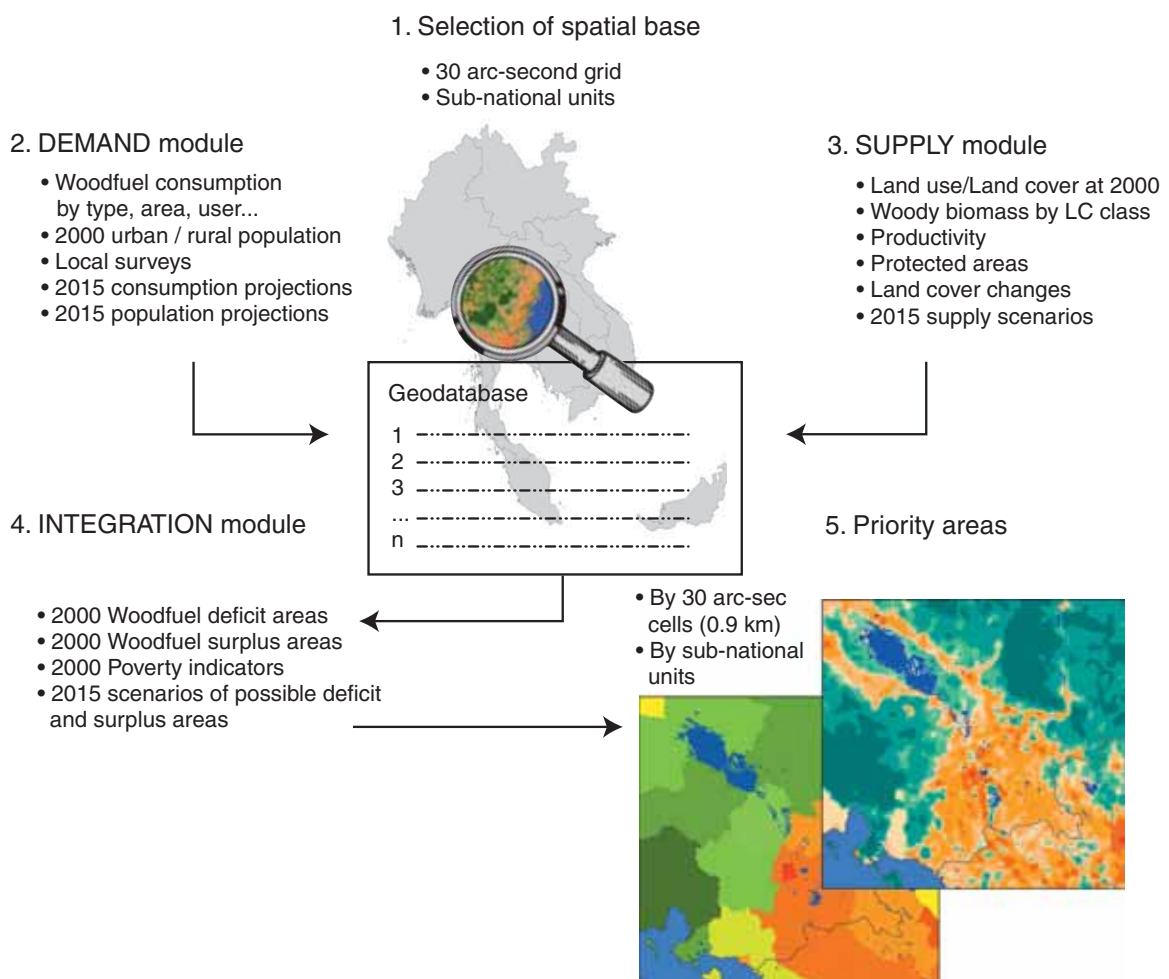 1. Selection of spatial base
• 30 arc-second grid
• Sub-national units
2. DEMAND module
• Woodfuel consumption
by type, area, user...
• 2000 urban / rural population
• Local surveys
• 2015 consumption projections
• 2015 population projections
3. SUPPLY module
• Land use/Land cover at 2000
• Woody biomass by LC class
• Productivity
• Protected areas
• Land cover changes
• 2015 supply scenarios
Geodatabase
1
2
3
...
n
4. INTEGRATION module
• 2000 Woodfuel deficit areas
• 2000 Woodfuel surplus areas
• 2000 Poverty indicators
• 2015 scenarios of possible deficit
and surplus areas
5. Priority areas
• By 30 arc-sec
cells (0.9 km)
• By sub-national
units